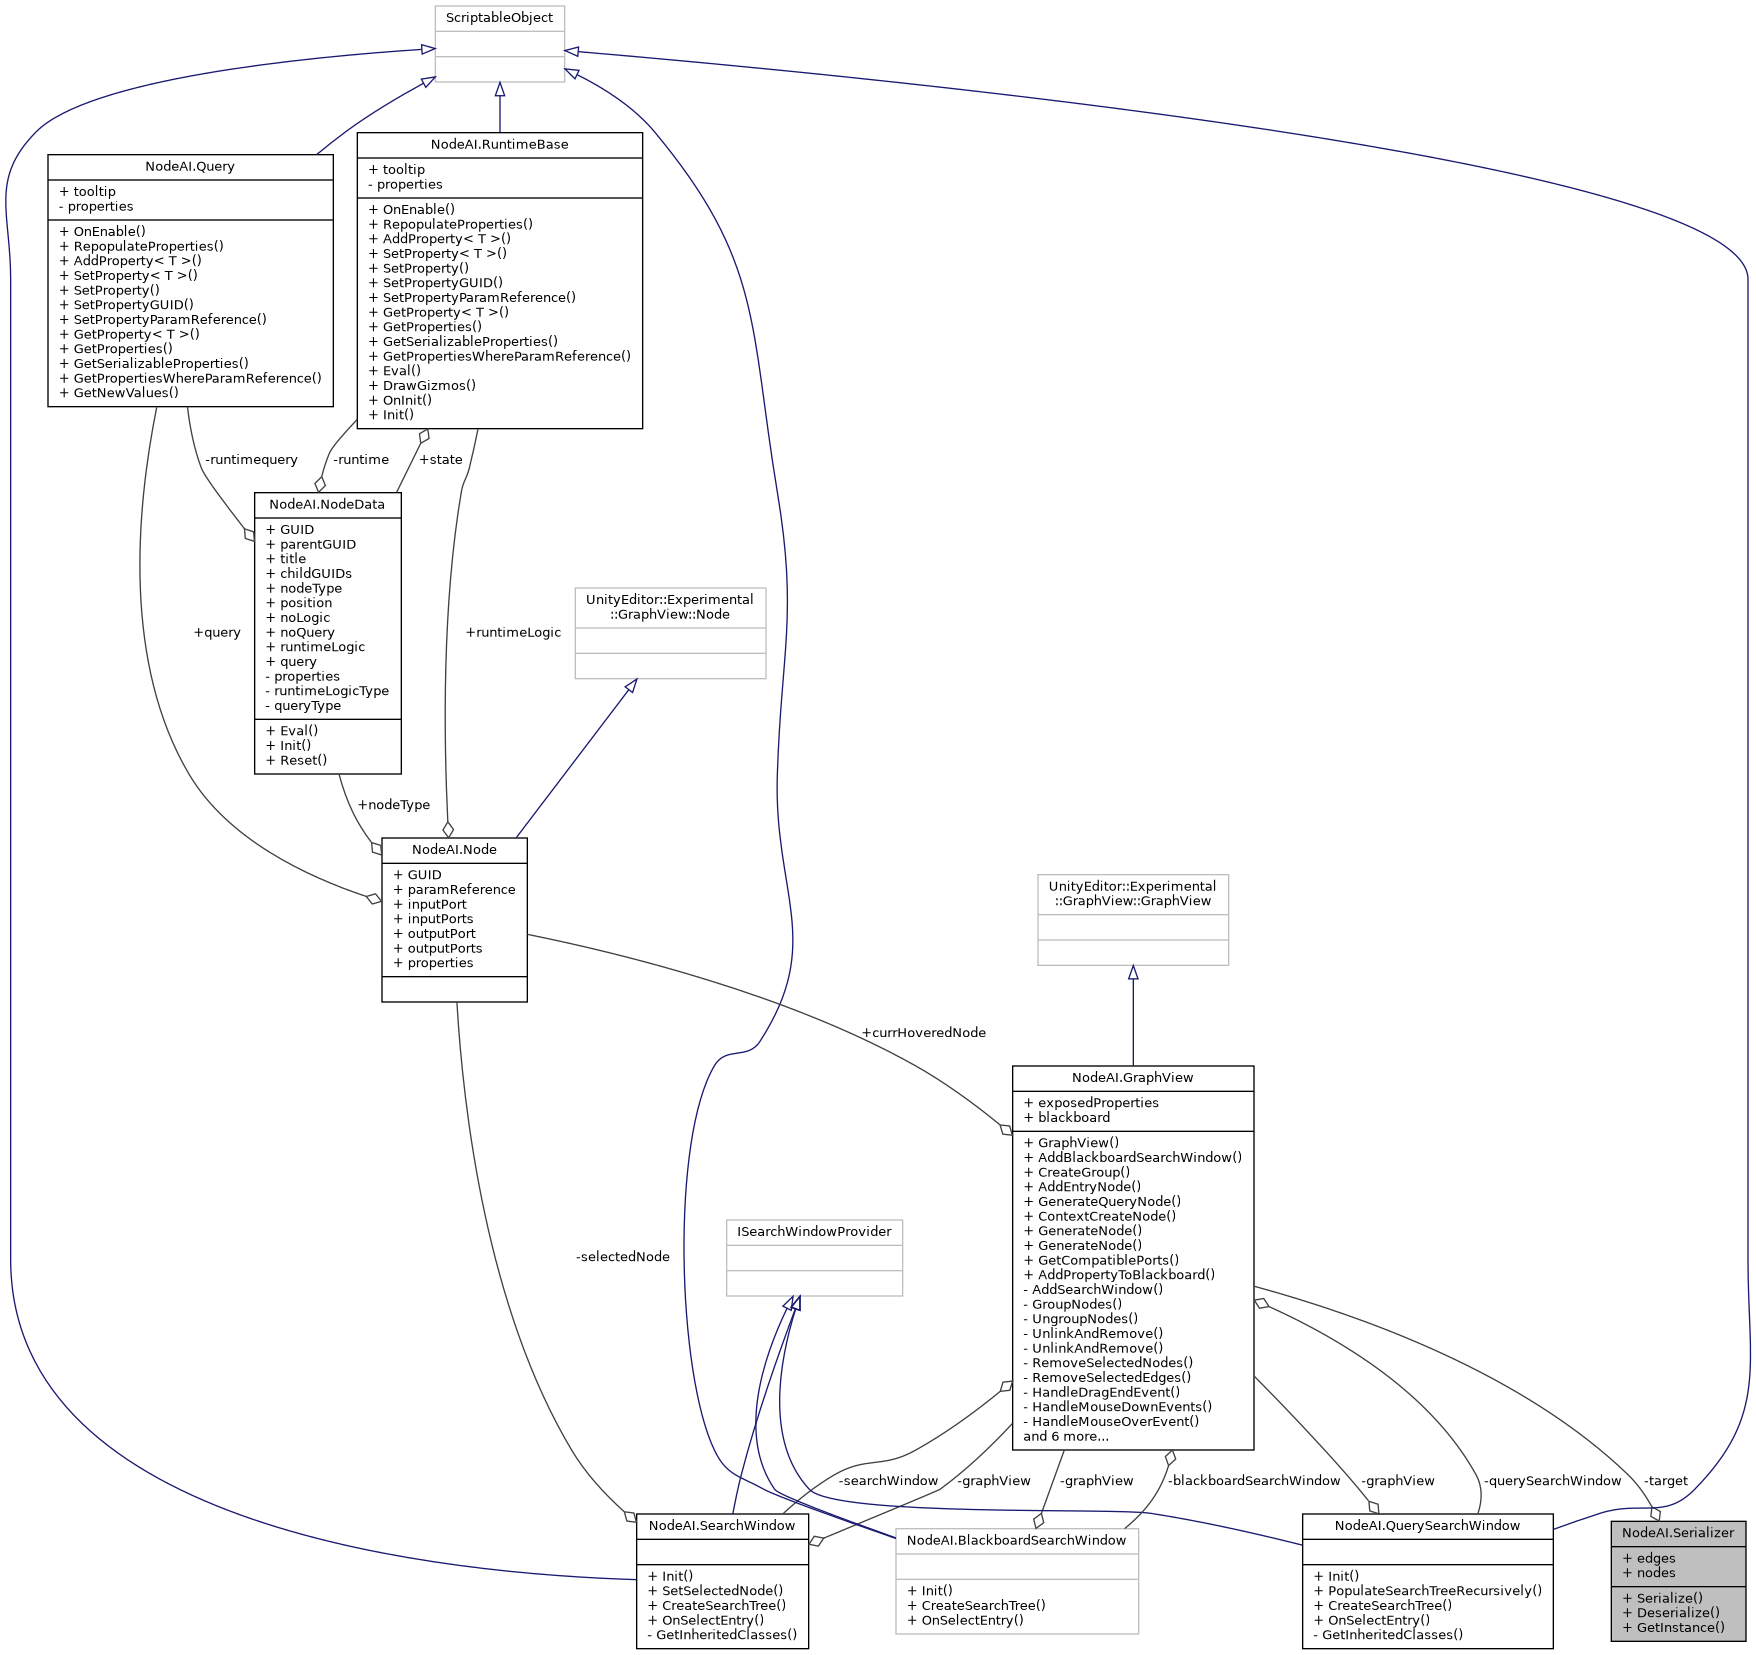 ScriptableObject
NodeAI.Query
+ tooltip
- properties
+ OnEnable()
+ RepopulateProperties()
+ AddProperty< T >()
+ SetProperty< T >()
+ SetProperty()
+ SetPropertyGUID()
+ SetPropertyParamReference()
+ GetProperty< T >()
+ GetProperties()
+ GetSerializableProperties()
+ GetPropertiesWhereParamReference()
+ GetNewValues()
NodeAI.RuntimeBase
+ tooltip
- properties
+ OnEnable()
+ RepopulateProperties()
+ AddProperty< T >()
+ SetProperty< T >()
+ SetProperty()
+ SetPropertyGUID()
+ SetPropertyParamReference()
+ GetProperty< T >()
+ GetProperties()
+ GetSerializableProperties()
+ GetPropertiesWhereParamReference()
+ Eval()
+ DrawGizmos()
+ OnInit()
+ Init()
-runtimequery
-runtime
+state
NodeAI.NodeData
+ GUID
+ parentGUID
+ title
+ childGUIDs
+ nodeType
+ position
+ noLogic
+ noQuery
+ runtimeLogic
+ query
- properties
- runtimeLogicType
- queryType
+ Eval()
+ Init()
+ Reset()
+query
+runtimeLogic
UnityEditor::Experimental
::GraphView::Node
+nodeType
NodeAI.Node
+ GUID
+ paramReference
+ inputPort
+ inputPorts
+ outputPort
+ outputPorts
+ properties
UnityEditor::Experimental
::GraphView::GraphView
+currHoveredNode
NodeAI.GraphView
+ exposedProperties
+ blackboard
+ GraphView()
+ AddBlackboardSearchWindow()
+ CreateGroup()
+ AddEntryNode()
+ GenerateQueryNode()
+ ContextCreateNode()
+ GenerateNode()
+ GenerateNode()
+ GetCompatiblePorts()
+ AddPropertyToBlackboard()
- AddSearchWindow()
- GroupNodes()
- UngroupNodes()
- UnlinkAndRemove()
- UnlinkAndRemove()
- RemoveSelectedNodes()
- RemoveSelectedEdges()
- HandleDragEndEvent()
- HandleMouseDownEvents()
- HandleMouseOverEvent()
and 6 more...
-selectedNode
ISearchWindowProvider
-searchWindow
-graphView
-graphView
-blackboardSearchWindow
-graphView
-querySearchWindow
-target
NodeAI.SearchWindow
+ Init()
+ SetSelectedNode()
+ CreateSearchTree()
+ OnSelectEntry()
- GetInheritedClasses()
NodeAI.BlackboardSearchWindow
+ Init()
+ CreateSearchTree()
+ OnSelectEntry()
NodeAI.QuerySearchWindow
+ Init()
+ PopulateSearchTreeRecursively()
+ CreateSearchTree()
+ OnSelectEntry()
- GetInheritedClasses()
NodeAI.Serializer
+ edges
+ nodes
+ Serialize()
+ Deserialize()
+ GetInstance()